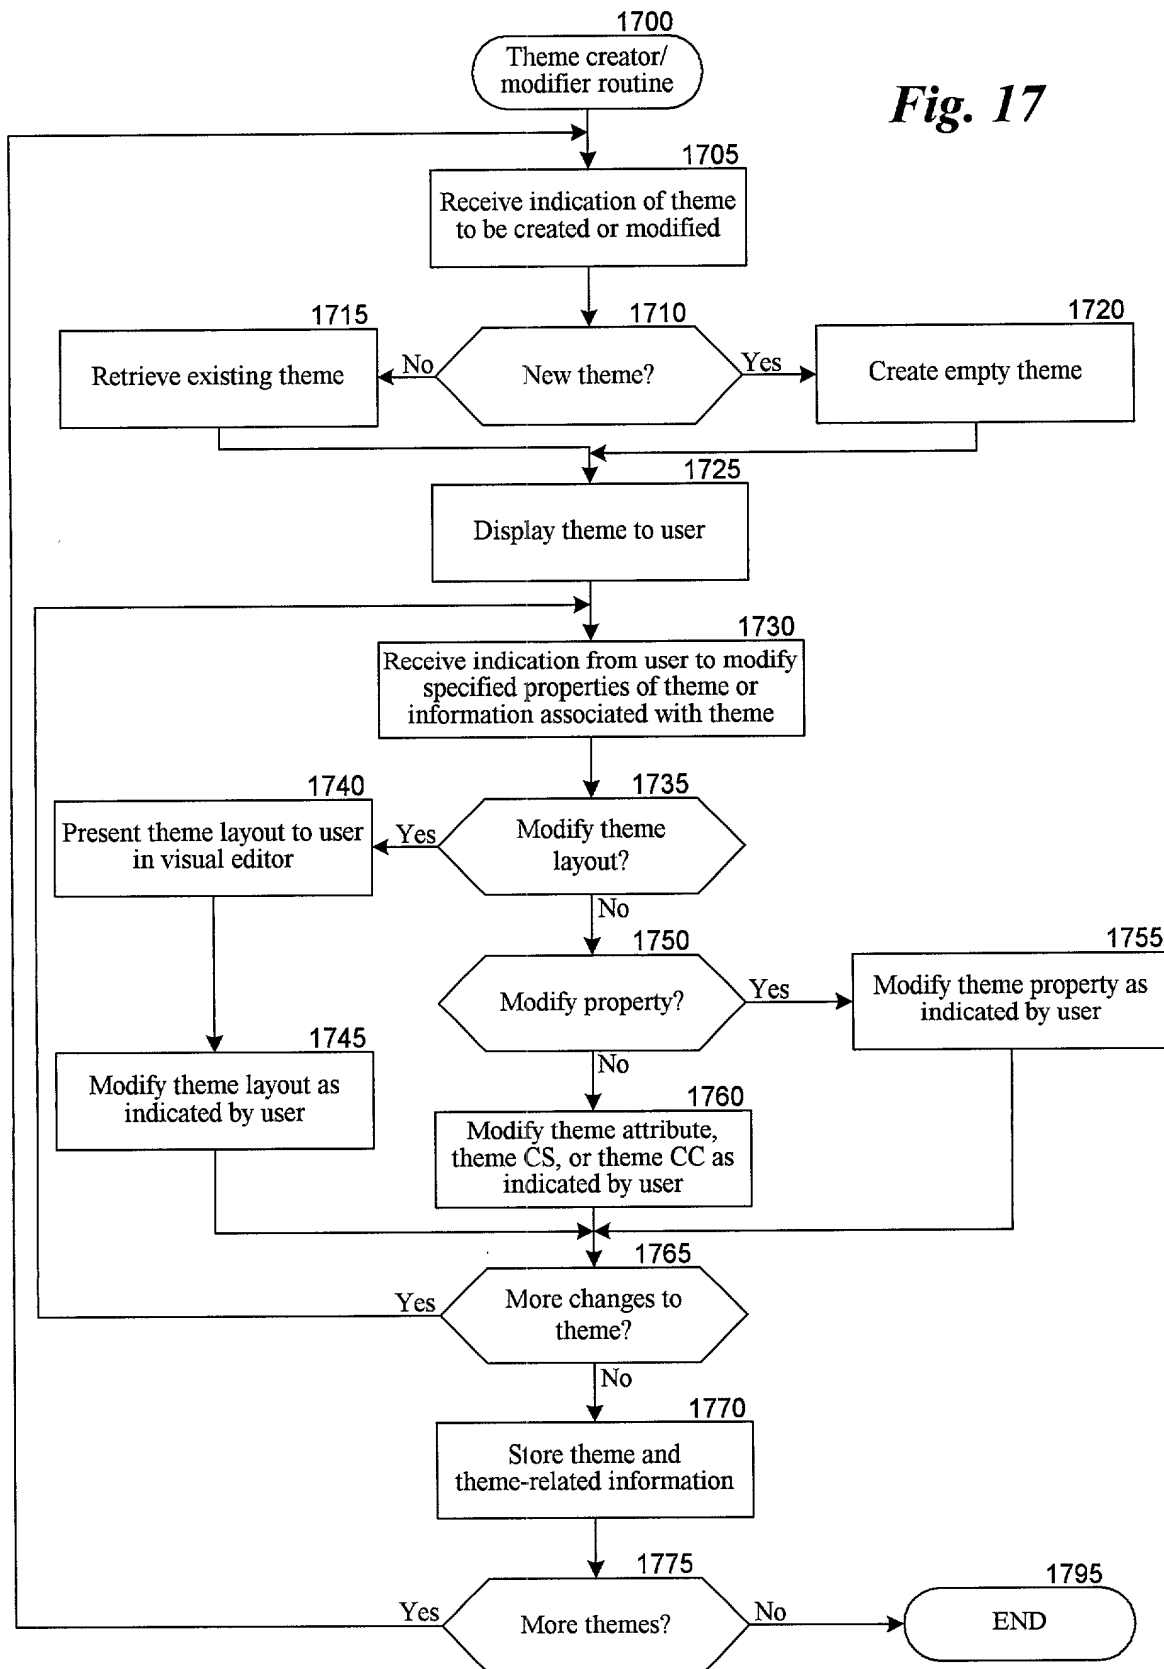 1700
Theme creator/
modifier routine
Fig. 17
1705
Receive indication of theme
to be created or modified
1715
1710
1720
Retrieve existing theme
No
New theme?
Yes
Create empty theme
1725
Display theme to user
1730
Receive indication from user to modify
specified properties of theme or
information associated with theme
1740
1735
Present theme layout to user
in visual editor
Yes
Modify theme
layout?
No
1750
1755
Modify property?
Yes
Modify theme property as
indicated by user
1745
No
Modify theme layout as
indicated by user
1760
Modify theme attribute,
theme CS, or theme CC as
indicated by user
1765
Yes
More changes to
theme?
No
1770
Store theme and
theme-related information
1775
1795
Yes
More themes?
No
END